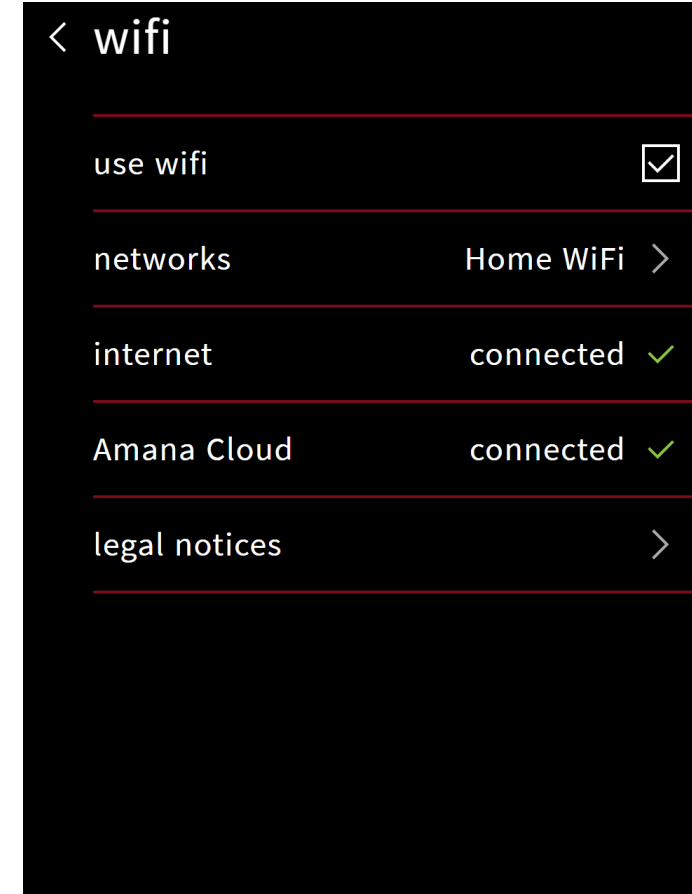 wifi
use wifi
networks Home WiFi
internet connected
Amana Cloud connected
legal notices